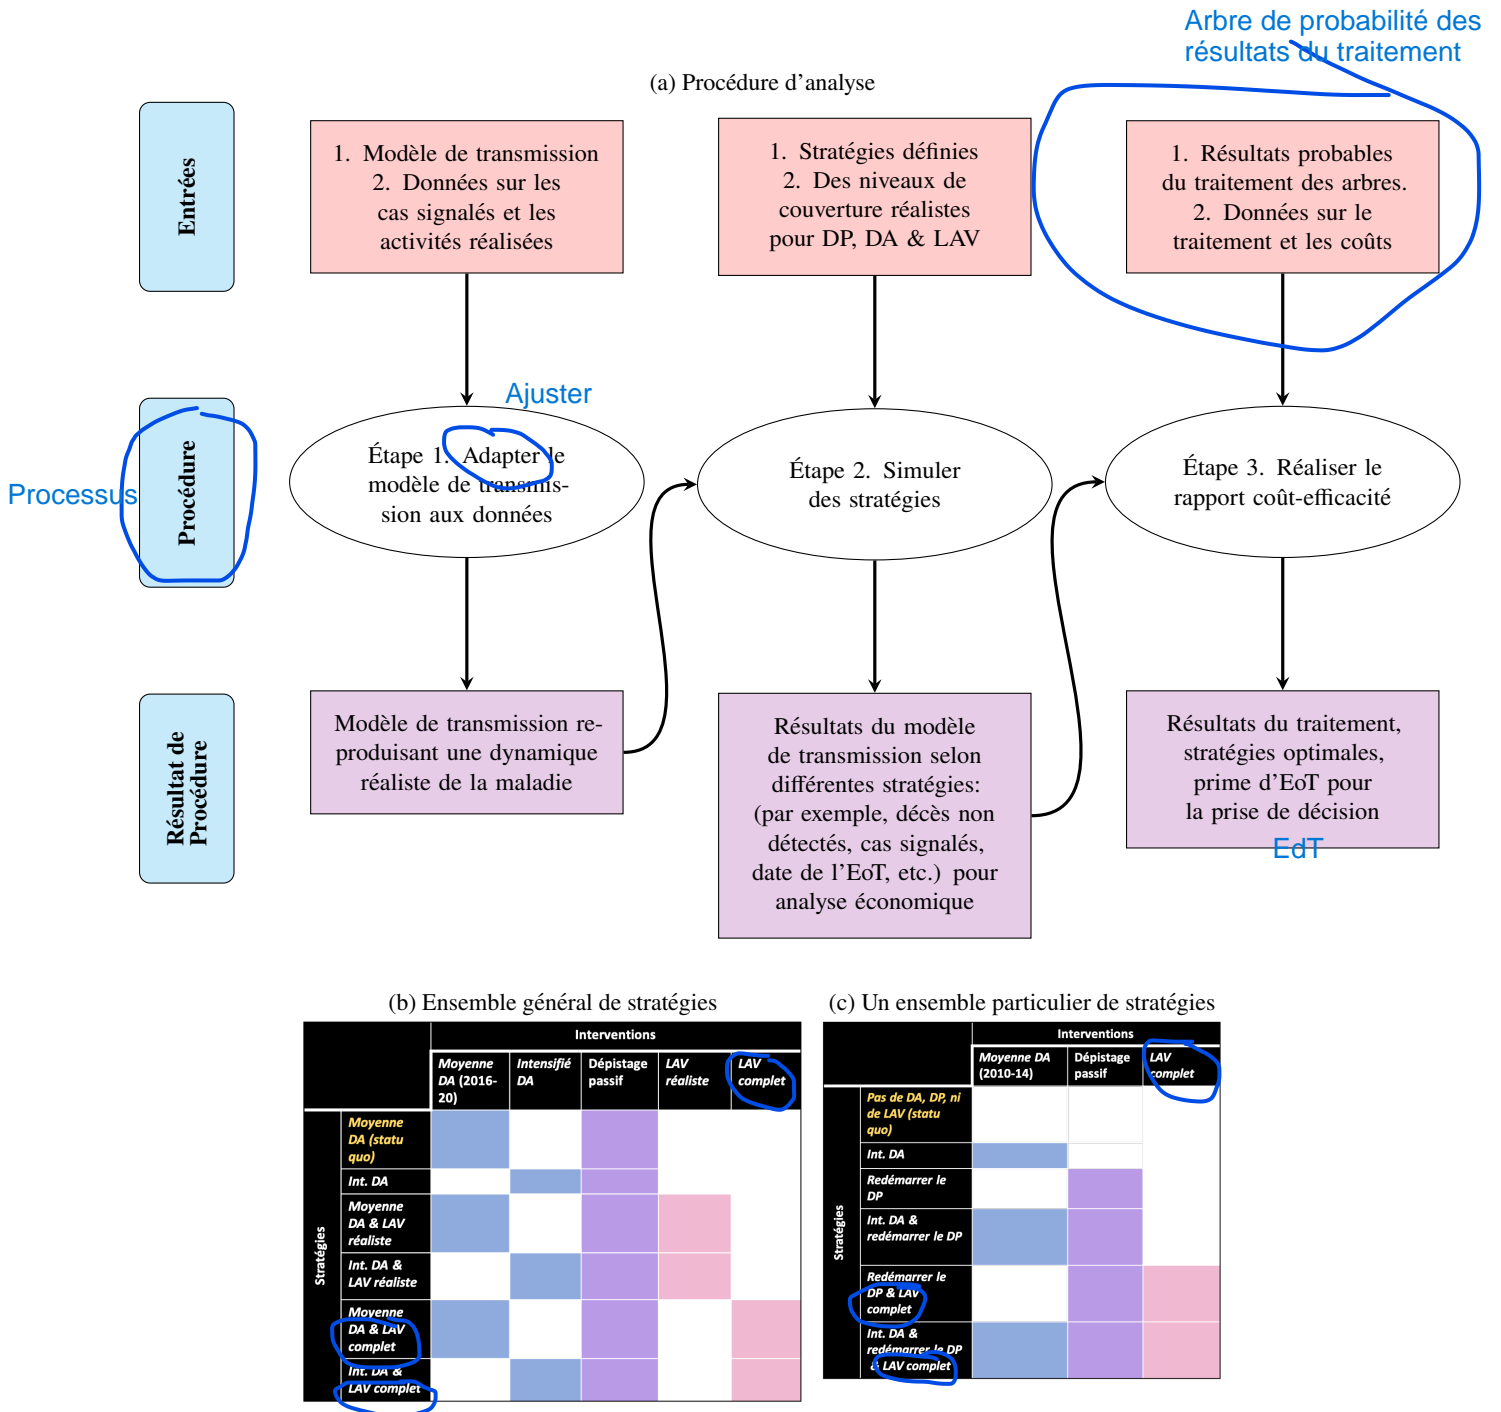 Arbre de probabilité des
résultats du traitement
(a) Procédure d'analyse
Entrées
1. Modèle de transmission
2. Données sur les
cas signalés et les
activités réalisées
1. Stratégies définies
2. Des niveaux de
couverture réalistes
pour DP, DA & LAV
1. Résultats probables
du traitement des arbres.
2. Données sur le
traitement et les coûts
Ajuster
Processus
Procédure
Étape 1. Adapter le
modèle de transmis-
sion aux données
Étape 2. Simuler
des stratégies
Étape 3. Réaliser le
rapport coût-efficacité
Résultat de
Procédure
Modèle de transmission re-
produisant une dynamique
réaliste de la maladie
Résultats du modèle
de transmission selon
différentes stratégies:
(par exemple, décès non
détectés, cas signalés,
date de l'EoT, etc.) pour
analyse économique
Résultats du traitement,
stratégies optimales,
prime d'EoT pour
la prise de décision
EdT
(b) Ensemble général de stratégies
Interventions
Moyenne
DA (2016-
20)
Intensifié
DA
Dépistage
passif
LAV
réaliste
LAV
complet
Stratégies
Moyenne
DA (statu
quo)
Int. DA
Moyenne
DA & LAV
réaliste
Int. DA &
LAV réaliste
Moyenne
DA & LAV
complet
Int. DA &
LAV complet
(c) Un ensemble particulier de stratégies
Interventions
Moyenne DA
(2010-14)
Dépistage
passif
LAV
complet
Stratégies
Pas de DA, DP, ni
de LAV (statu
quo)
Int. DA
Redémarrer le
DP
Int. DA &
redémarrer le DP
Redémarrer le
DP & LAV
complet
Int. DA &
redémarrer le DP
& LAV complet